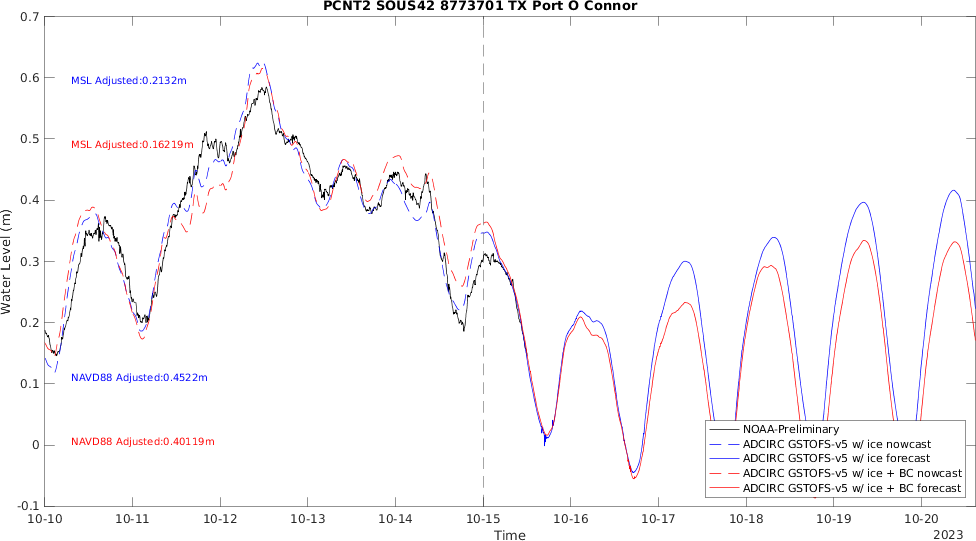 PCNT2 SOUS42 8773701 TX Port O Connor
0.7
0.6
0.5
0.4
0.3
0.2
0.1
0
-0.1
Water Level (m)
MSL Adjusted:0.2132m
MSL Adjusted:0.16219m
NAVD88 Adjusted:0.4522m
NAVD88 Adjusted:0.40119m
NOAA-Preliminary
ADCIRC GSTOFS-v5 w/ ice nowcast
ADCIRC GSTOFS-v5 w/ ice forecast
ADCIRC GSTOFS-v5 w/ ice + BC nowcast
ADCIRC GSTOFS-v5 w/ ice + BC forecast
10-10 10-11 10-12 10-13 10-14 10-15 10-16 10-17 10-18 10-19 10-20
Time
2023